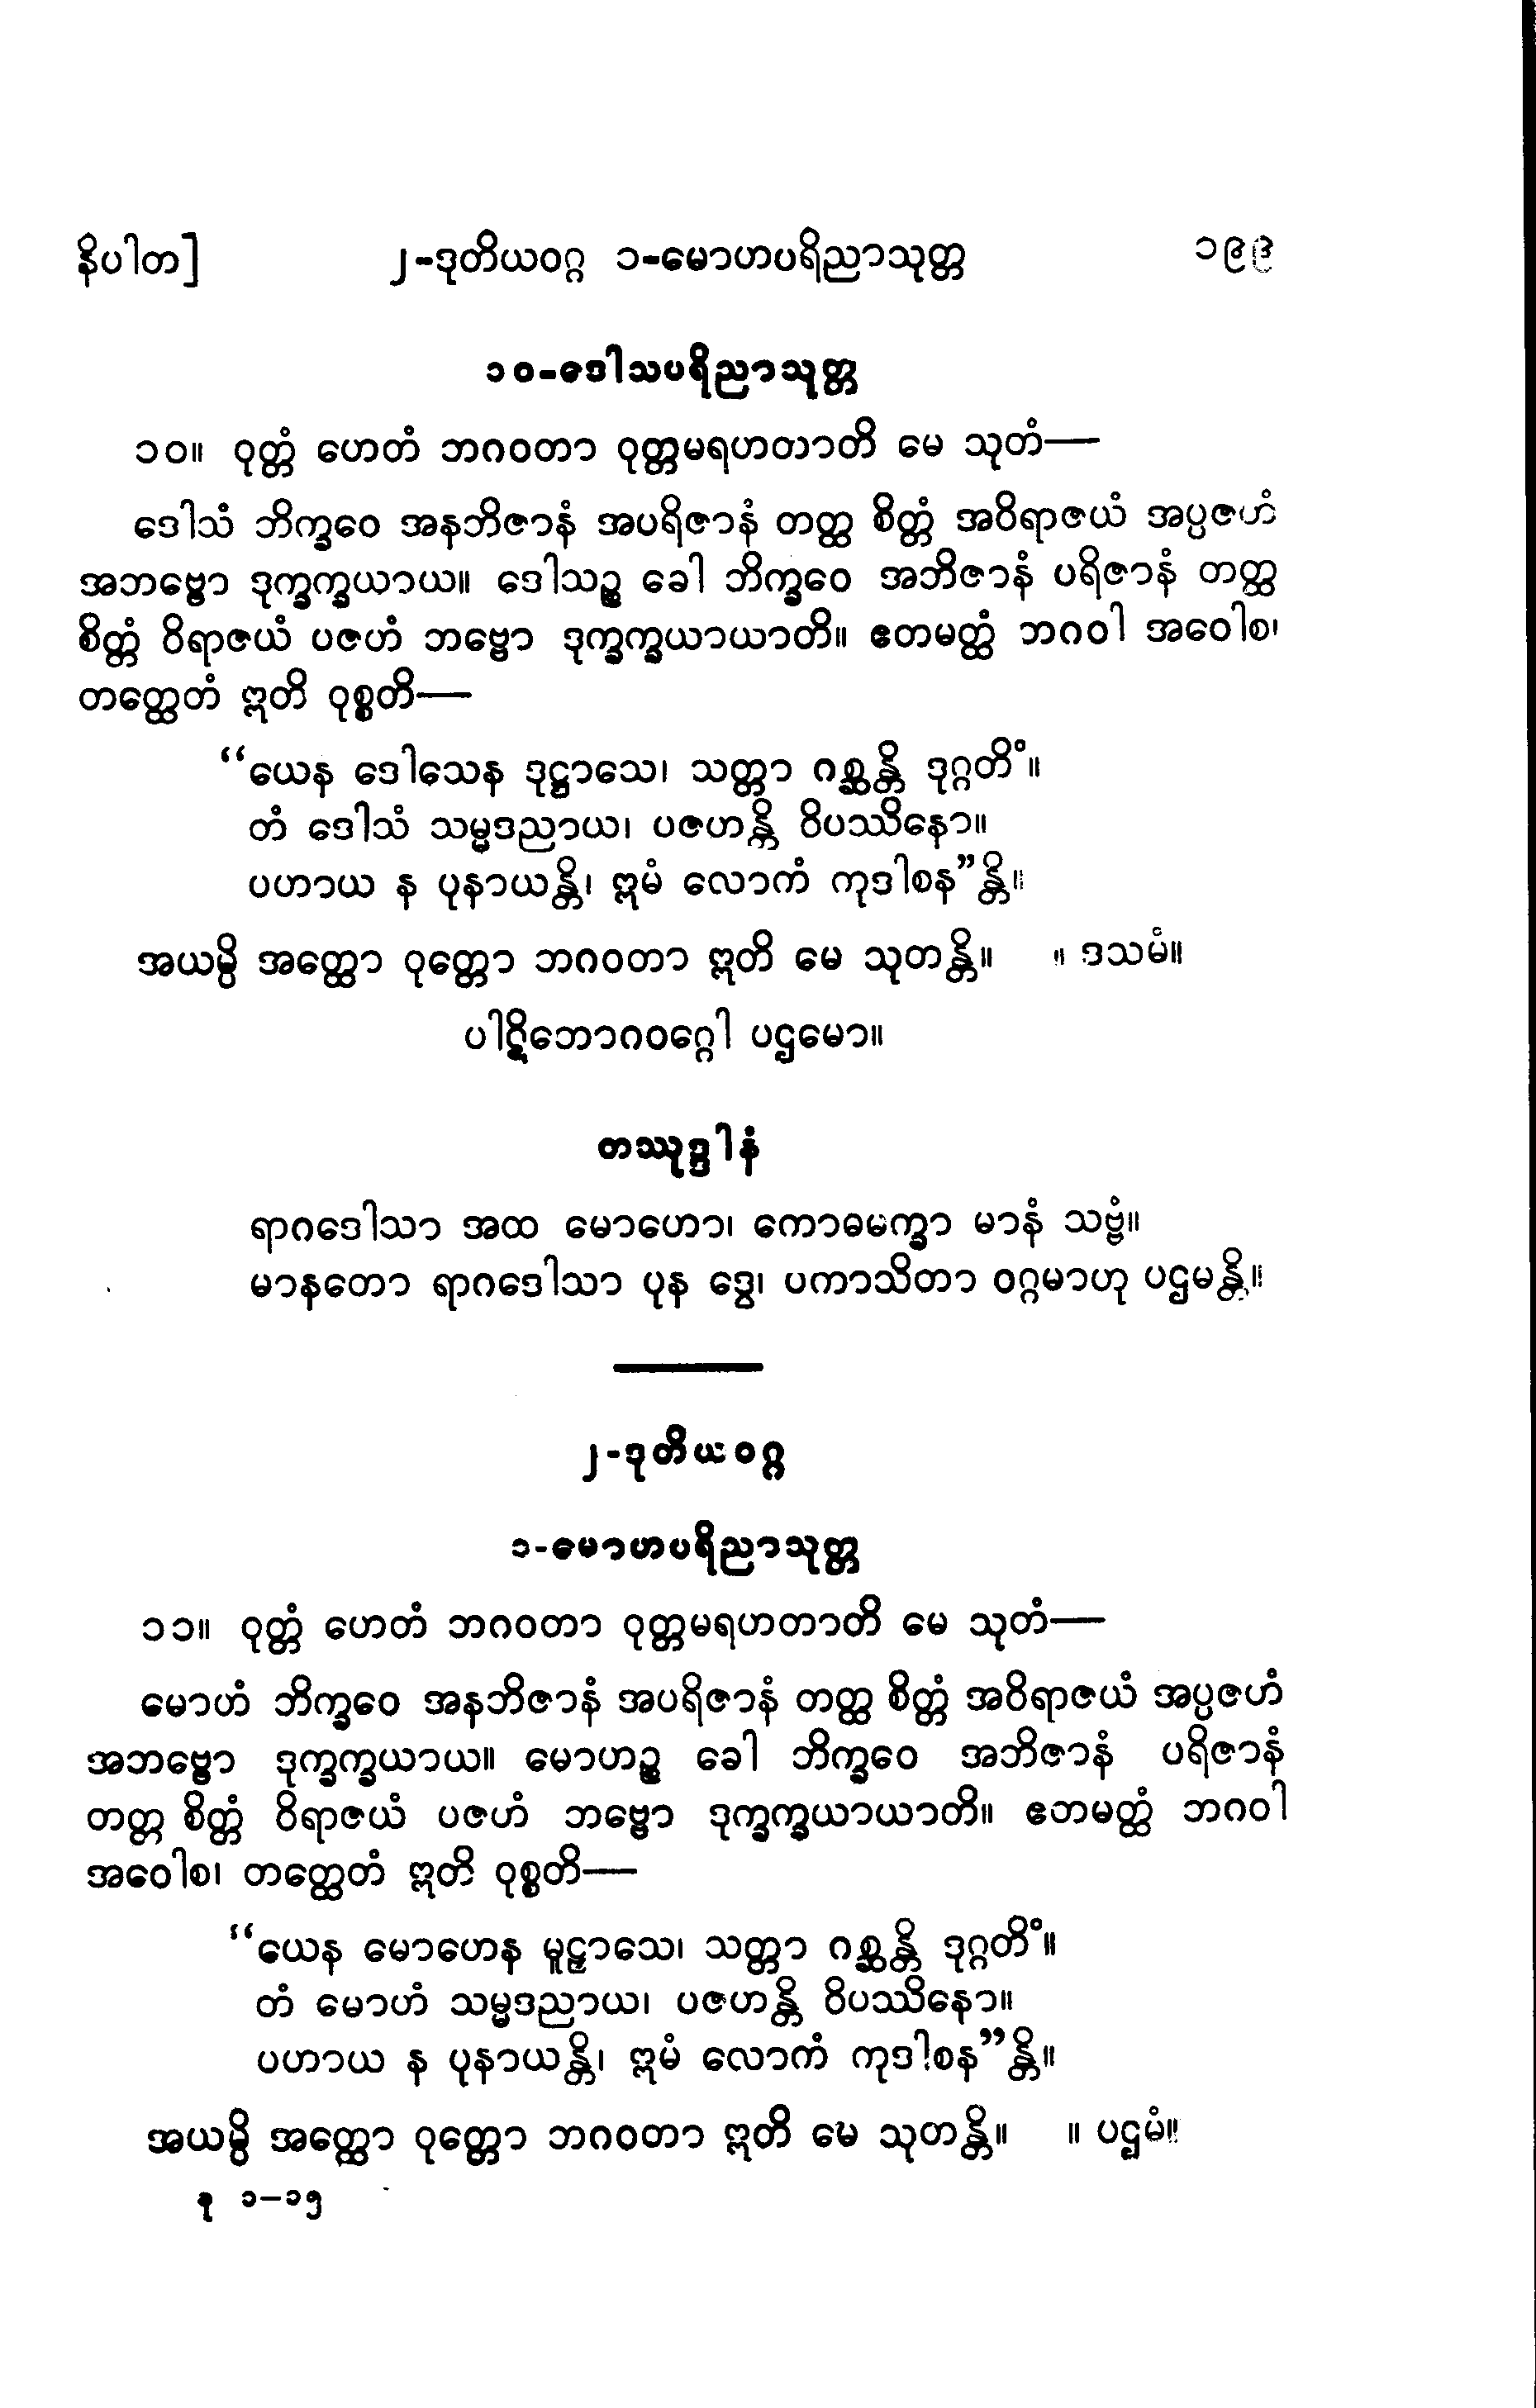 နိပါတ] ၂-ဒုတိယဝဂ္ဂ ၁-မောဟပရိညာသုတ္တ ၁၉၉
၁၀-ဒေါသပရိညာသုတ္တ
၁၀။ ဝုတ္တံ ဟေတံ ဘဂဝတာ ဝုတ္တမရဟတာတိ မေ သုတံ—
ဒေါသံ ဘိက္ခဝေ အနဘိဇာနံ အပရိဇာနံ တတ္ထ စိတ္တံ အဝိရာဇယံ အပ္ပဇဟံ
အဘဗ္ဗော ဒုက္ခက္ခယာယ။ ဒေါသဉ္စ ခေါ ဘိက္ခဝေ အဘိဇာနံ ပရိဇာနံ တတ္ထ
စိတ္တံ ဝိရာဇယံ ပဇဟံ ဘဗ္ဗော ဒုက္ခက္ခယာယာတိ။ ဧတမတ္ထံ ဘဂဝါ အဝေါစ၊
တတ္ထေတံ ဣတိ ဝုစ္စတိ—
“ယေန ဒေါသေန ဒုဋ္ဌာသေ၊ သတ္တာ ဂစ္ဆန္တိ ဒုဂ္ဂတိံ။
တံ ဒေါသံ သမ္မဒညာယ၊ ပဇဟန္တိ ဝိပဿိနော။
ပဟာယ န ပုနာယန္တိ၊ ဣမံ လောကံ ကုဒါစန”န္တိ။
အယမ္ပိ အတ္ထော ဝုတ္တော ဘဂဝတာ ဣတိ မေ သုတန္တိ။ ။ ဒသမံ။
ပါဋိဘောဂဝဂ္ဂေါ ပဌမော။
တဿုဒ္ဒါနံ
ရာဂဒေါသာ အထ မောဟော၊ ကောဓမက္ခာ မာနံ သဗ္ဗံ။
မာနတော ရာဂဒေါသာ ပုန ဒွေ၊ ပကာသိတာ ဝဂ္ဂမာဟု ပဌမန္တိ။
၂-ဒုတိယဝဂ္ဂ
၁-မောဟပရိညာသုတ္တ
၁၁။ ဝုတ္တံ ဟေတံ ဘဂဝတာ ဝုတ္တမရဟတာတိ မေ သုတံ—
မောဟံ ဘိက္ခဝေ အနဘိဇာနံ အပရိဇာနံ တတ္ထ စိတ္တံ အဝိရာဇယံ အပ္ပဇဟံ
အဘဗ္ဗော ဒုက္ခက္ခယာယ။ မောဟဉ္စ ခေါ ဘိက္ခဝေ အဘိဇာနံ ပရိဇာနံ
တတ္ထ စိတ္တံ ဝိရာဇယံ ပဇဟံ ဘဗ္ဗော ဒုက္ခက္ခယာယာတိ။ ဧတမတ္ထံ ဘဂဝါ
အဝေါစ၊ တတ္ထေတံ ဣတိ ဝုစ္စတိ—
“ယေန မောဟေန မူဠှာသေ၊ သတ္တာ ဂစ္ဆန္တိ ဒုဂ္ဂတိံ။
တံ မောဟံ သမ္မဒညာယ၊ ပဇဟန္တိ ဝိပဿိနော။
ပဟာယ န ပုနာယန္တိ၊ ဣမံ လောကံ ကုဒါစန”န္တိ။
အယမ္ပိ အတ္ထော ဝုတ္တော ဘဂဝတာ ဣတိ မေ သုတန္တိ။ ။ ပဌမံ။
နု ၁—၁၅